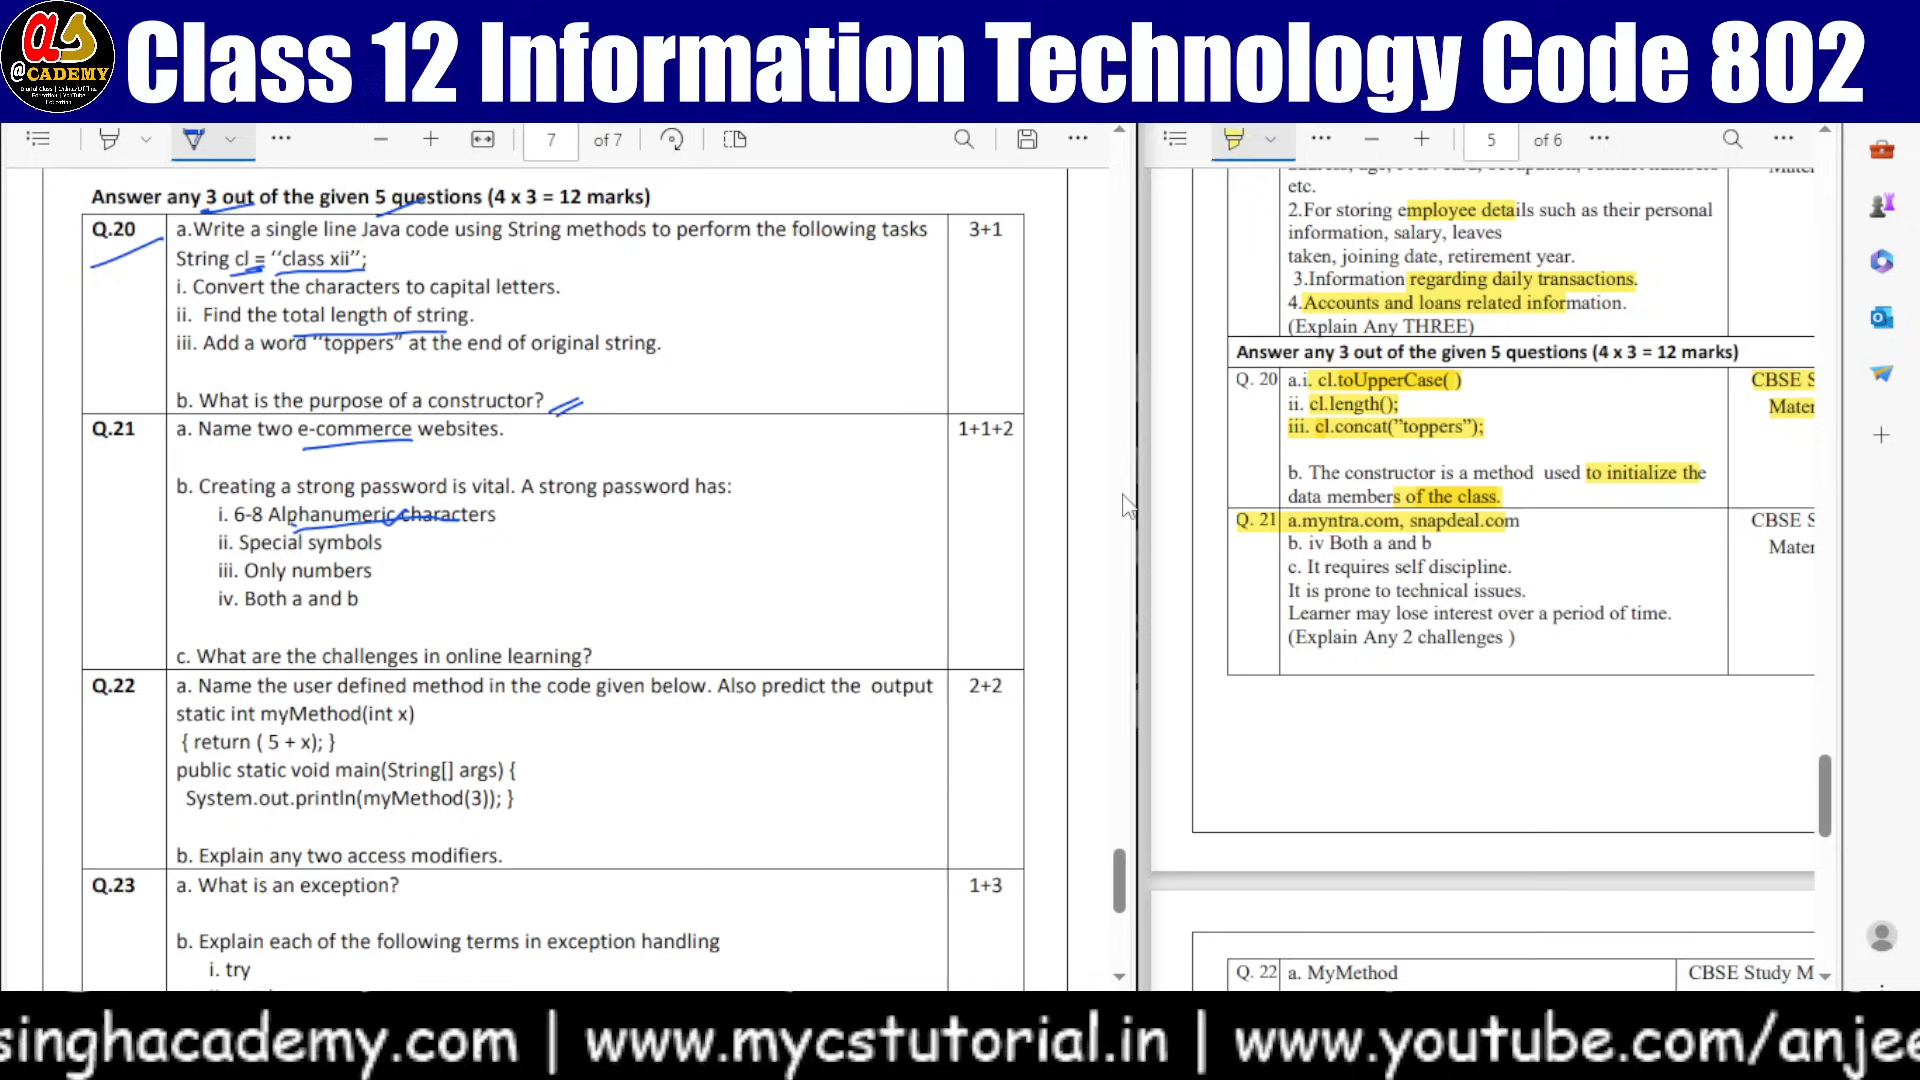 as
@CADEMY
Class 12 Information Technology Code 802
7 of 7
5 of 6
Answer any 3 out of the given 5 questions (4 x 3 = 12 marks)
Q.20 a.Write a single line Java code using String methods to perform the following tasks 3+1
String cl = ‘‘class xii”;
i. Convert the characters to capital letters.
ii. Find the total length of string.
iii. Add a word “toppers” at the end of original string.
b. What is the purpose of a constructor?
Q.21 a. Name two e-commerce websites. 1+1+2
b. Creating a strong password is vital. A strong password has:
i. 6-8 Alphanumeric characters
ii. Special symbols
iii. Only numbers
iv. Both a and b
c. What are the challenges in online learning?
Q.22 a. Name the user defined method in the code given below. Also predict the output 2+2
static int myMethod(int x)
{ return ( 5 + x); }
public static void main(String[] args) {
System.out.println(myMethod(3)); }
b. Explain any two access modifiers.
Q.23 a. What is an exception? 1+3
b. Explain each of the following terms in exception handling
i. try
etc.
2.For storing employee details such as their personal
information, salary, leaves
taken, joining date, retirement year.
3.Information regarding daily transactions.
4.Accounts and loans related information.
(Explain Any THREE)
Answer any 3 out of the given 5 questions (4 x 3 = 12 marks)
Q. 20 a.i. cl.toUpperCase( ) CBSE S
ii. cl.length(); Mater
iii. cl.concat(”toppers”);
b. The constructor is a method used to initialize the
data members of the class.
Q. 21 a.myntra.com, snapdeal.com CBSE S
b. iv Both a and b Mater
c. It requires self discipline.
It is prone to technical issues.
Learner may lose interest over a period of time.
(Explain Any 2 challenges )
Q. 22 a. MyMethod CBSE Study M
singhacademy.com | www.mycstutorial.in | www.youtube.com/anjee